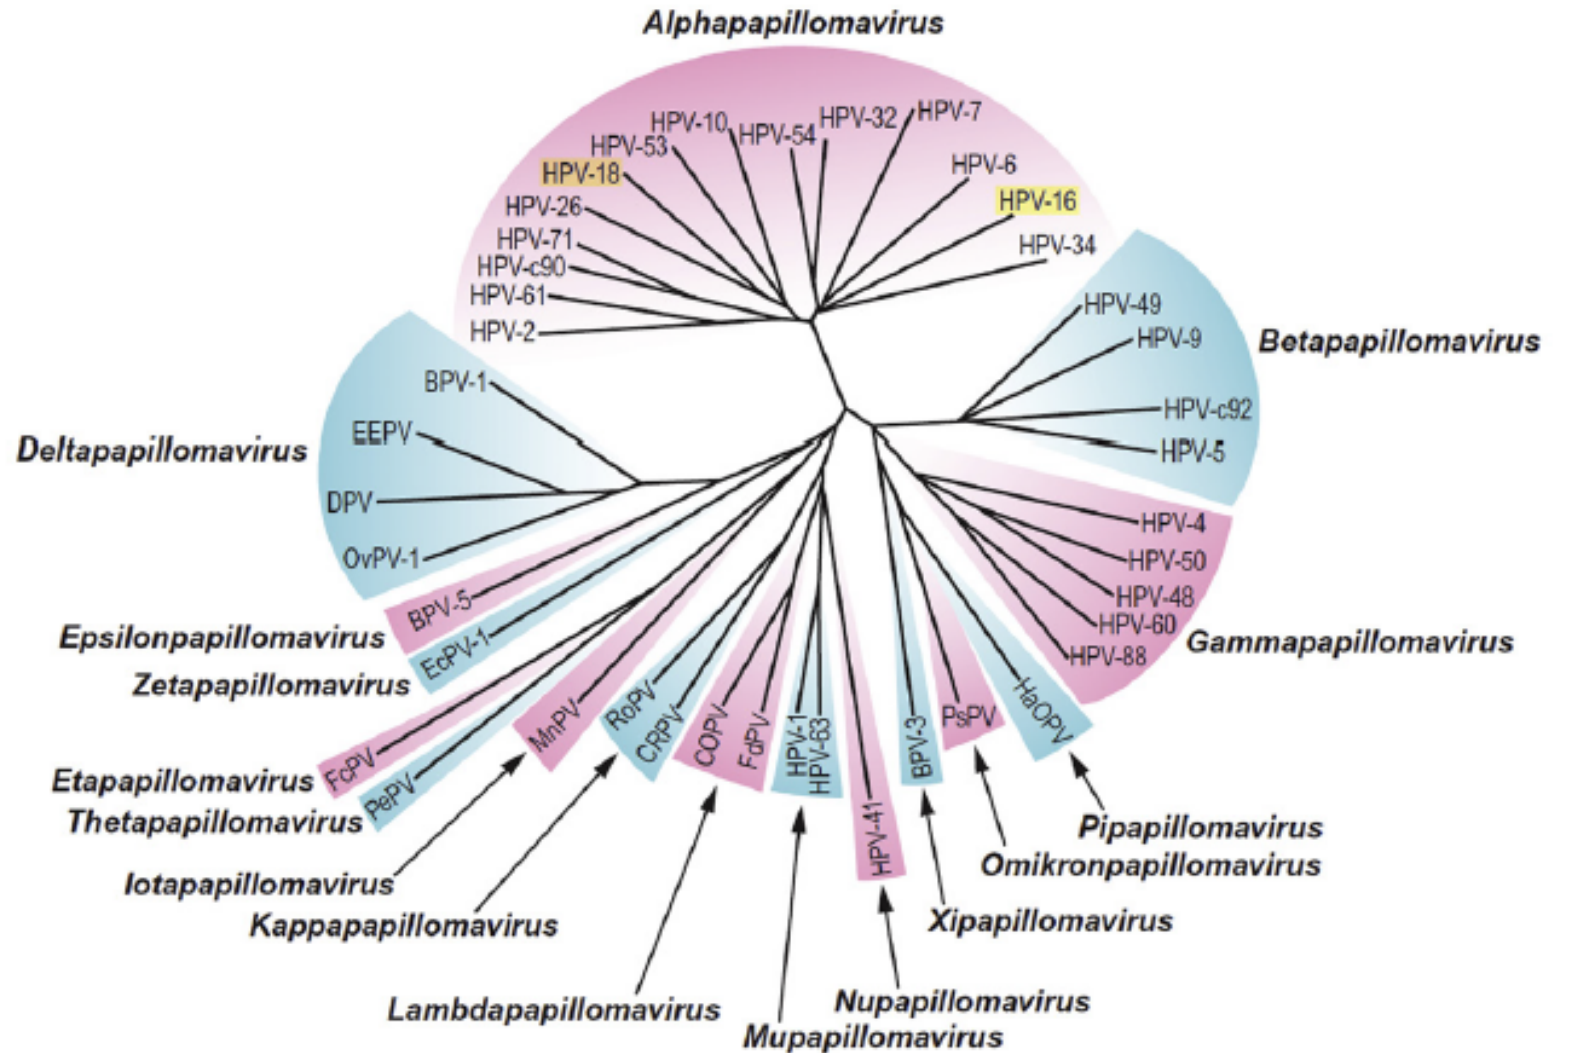 Alphapapillomavirus
HPV-10
HPV-54
HPV-32
HPV-7
HPV-53
HPV-18
HPV-6
HPV-16
HPV-26
HPV-71
HPV-34
HPV-c90
HPV-61
HPV-2
HPV-49
HPV-9
Betapapillomavirus
HPV-c92
HPV-5
BPV-1
EEPV
Deltapapillomavirus
DPV
OvPV-1
HPV-4
HPV-50
HPV-48
HPV-60
HPV-88
Gammapapillomavirus
BPV-5
Epsilonpapillomavirus
EcPV-1
Zetapapillomavirus
FcPV
Etapapillomavirus
PePV
Thetapapillomavirus
MnPV
Iotapapillomavirus
RoPV
CRPV
Kappapapillomavirus
COPV
FdPV
Lambdapapillomavirus
HPV-1
HPV-63
Mupapillomavirus
HPV-41
Nupapillomavirus
BPV-3
Xipapillomavirus
PsPV
Omikronpapillomavirus
HaOPV
Pipapillomavirus